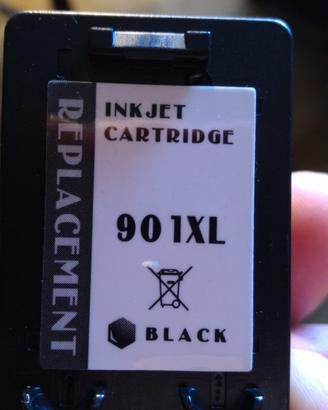 REPLACEMENT
INKJET
CARTRIDGE
901XL
BLACK